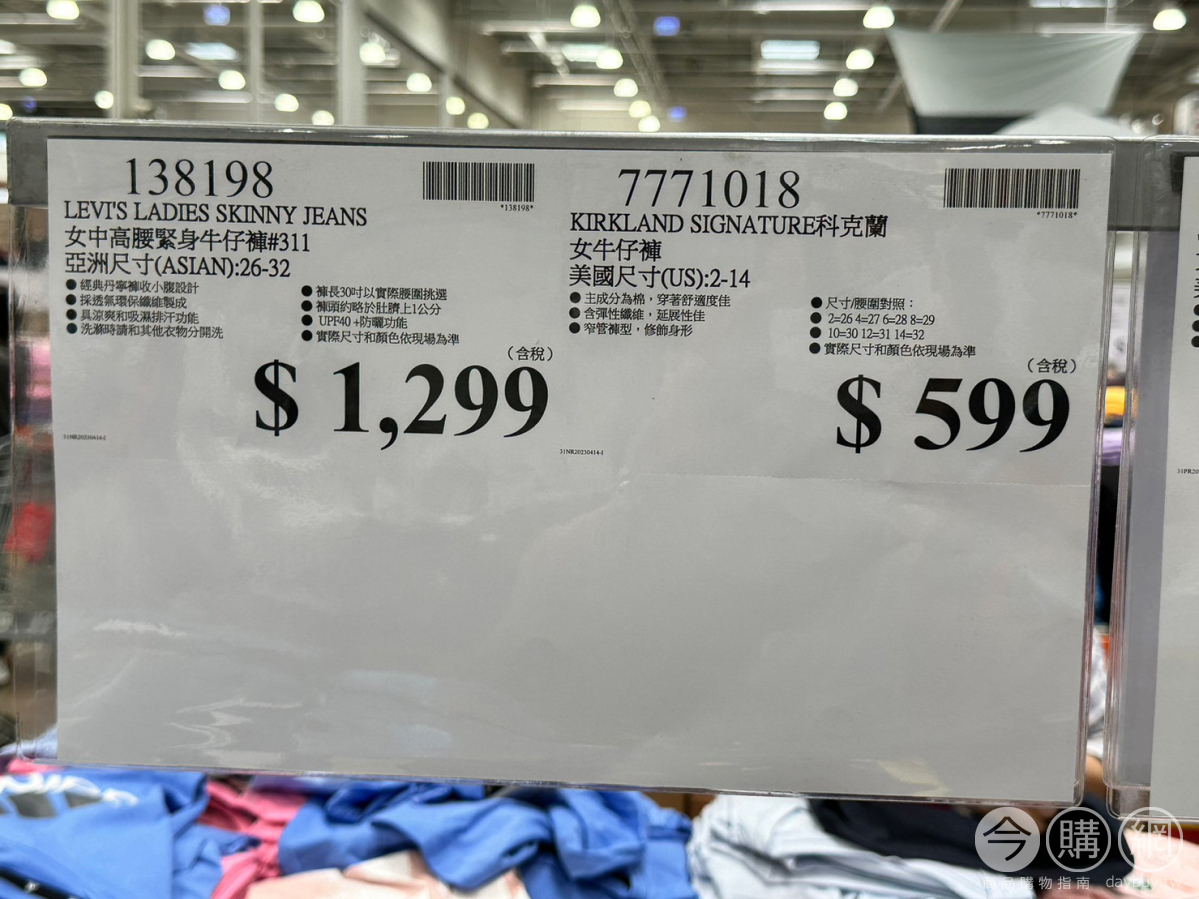 138198
*138198*
LEVI'S LADIES SKINNY JEANS
女中高腰緊身牛仔褲#311
亞洲尺寸(ASIAN):26-32
●經典丹寧褲收小腹設計
●採透氣環保纖維製成
●具涼爽和吸濕排汗功能
●洗滌時請和其他衣物分開洗
●褲長30吋以實際腰圍挑選
●褲頭約略於肚臍上1公分
●UPF40 +防曬功能
●實際尺寸和顏色依現場為準
(含稅)
$ 1,299
7771018
*7771018*
KIRKLAND SIGNATURE科克蘭
女牛仔褲
美國尺寸(US):2-14
●主成分為棉，穿著舒適度佳
●含彈性纖維，延展性佳
●窄管褲型，修飾身形
●尺寸/腰圍對照：
●2=26 4=27 6=28 8=29
●10=30 12=31 14=32
●實際尺寸和顏色依現場為準
(含稅)
$ 599
31NR20230414-1
今購網
購物指南